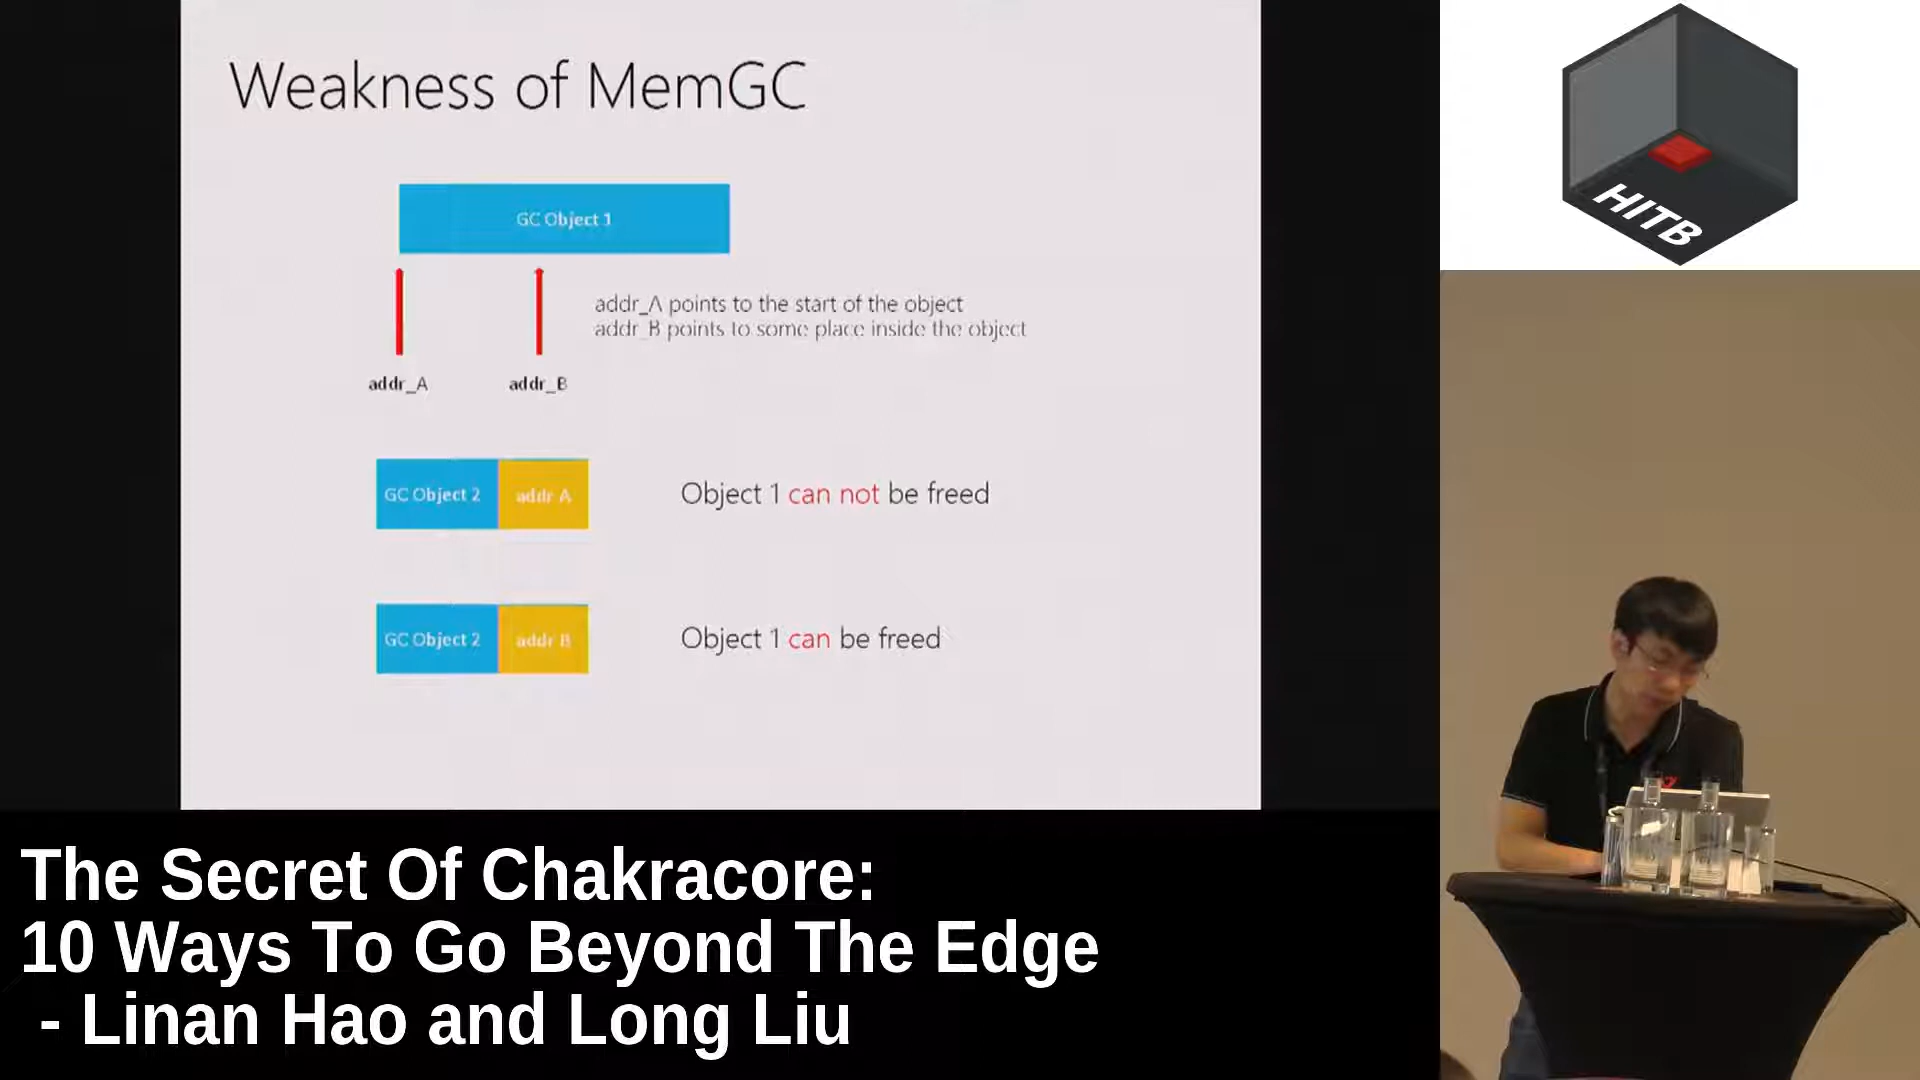 Weakness of MemGC
GC Object 1
addr_A points to the start of the object
addr_B points to some place inside the object
addr_A
addr_B
GC Object 2
addr A
Object 1 can not be freed
GC Object 2
addr B
Object 1 can be freed
HITB
The Secret Of Chakracore:
10 Ways To Go Beyond The Edge
- Linan Hao and Long Liu